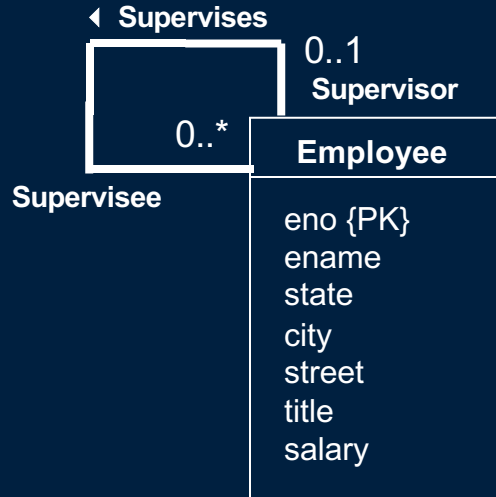 Supervises
0..1
Supervisor
0..*
Employee
Supervisee
eno {PK}
ename
state
city
street
title
salary